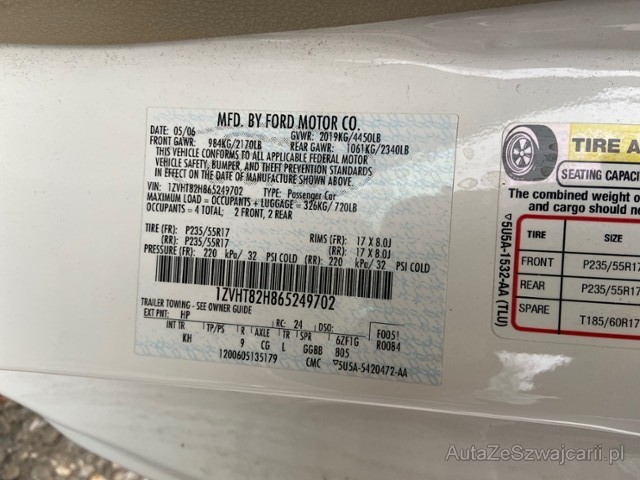 MFD. BY FORD MOTOR CO.
DATE: 05/06 GVWR: 2019KG/4450LB
FRONT GAWR: 984KG/2170LB REAR GAWR: 1061KG/2340LB
THIS VEHICLE CONFORMS TO ALL APPLICABLE FEDERAL MOTOR
VEHICLE SAFETY, BUMPER, AND THEFT PREVENTION STANDARDS
IN EFFECT ON THE DATE OF MANUFACTURE SHOWN ABOVE.
VIN: 1ZVHT82H865249702 TYPE: Passenger Car
MAXIMUM LOAD = OCCUPANTS + LUGGAGE = 326KG/720LB
OCCUPANTS = 4 TOTAL: 2 FRONT, 2 REAR
TIRE (FR): P235/55R17 RIMS (FR): 17 X 8.0J
(RR): P235/55R17 (RR): 17 X 8.0J
PRESSURE (FR): 220 kPa/ 32 PSI COLD (RR): 220 kPa/ 32 PSI COLD
1ZVHT82H865249702
TRAILER TOWING - SEE OWNER GUIDE
EXT PNT: HP RC: 24 DSO: F0051
INT TR TP/PS R AXLE TR SPR 6ZF1G R0084
KH 9 CG L GGBB 805
1200605135179 CMC ▽5U5A-5420472-AA
TIRE A
SEATING CAPACI
The combined weight o
and cargo should n
TIRE SIZE
FRONT P235/55R17
REAR P235/55R17
SPARE T185/60R17
▽5U5A-1532-AA (TLU)
AutaZeSzwajcarii.pl